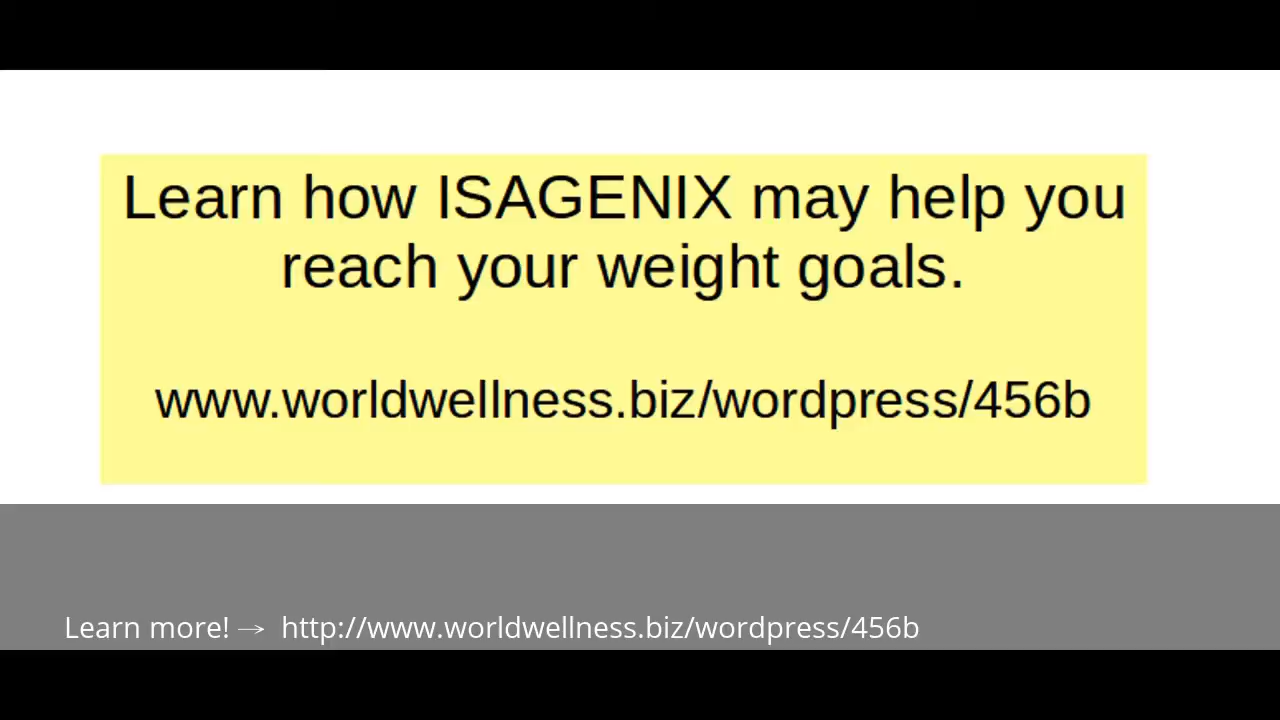 Learn how ISAGENIX may help you
reach your weight goals.
www.worldwellness.biz/wordpress/456b
Learn more! → http://www.worldwellness.biz/wordpress/456b